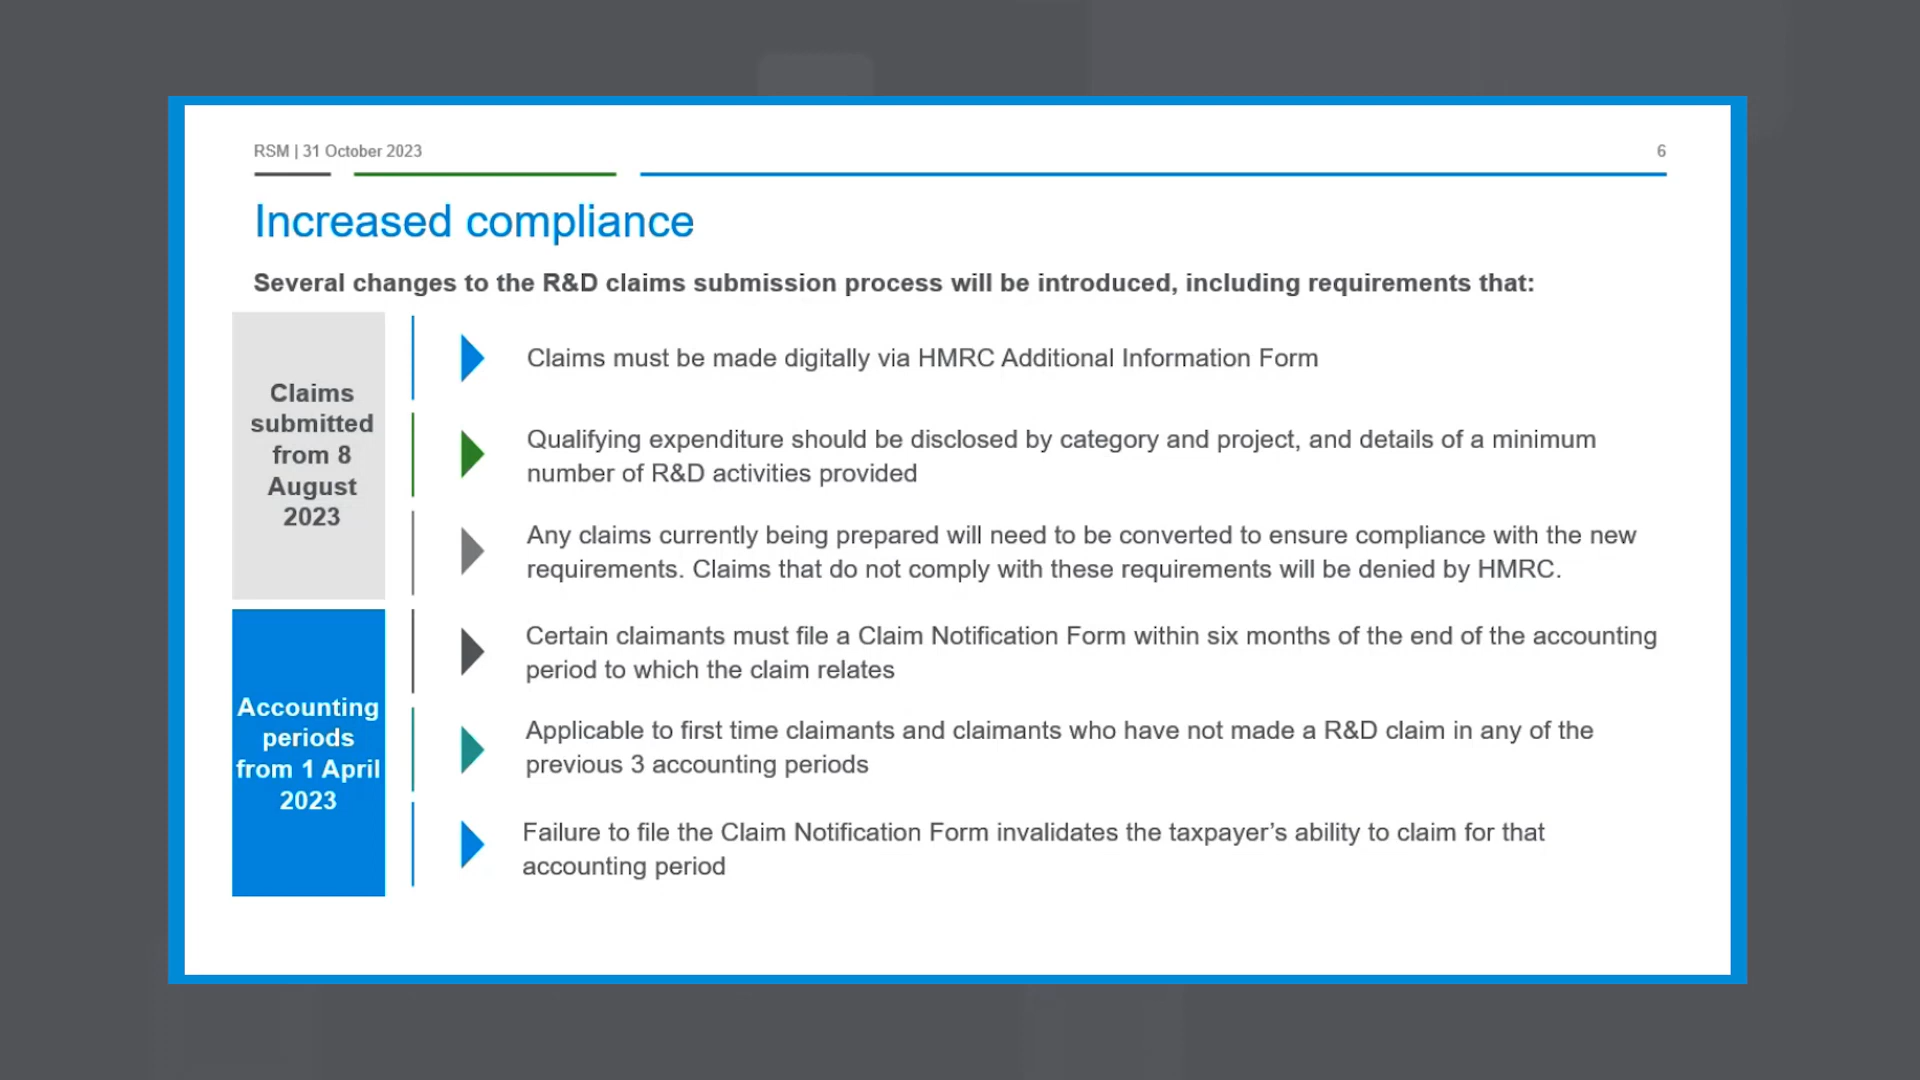 RSM | 31 October 2023
6
Increased compliance
Several changes to the R&D claims submission process will be introduced, including requirements that:
Claims
submitted
from 8
August
2023
Claims must be made digitally via HMRC Additional Information Form
Qualifying expenditure should be disclosed by category and project, and details of a minimum
number of R&D activities provided
Any claims currently being prepared will need to be converted to ensure compliance with the new
requirements. Claims that do not comply with these requirements will be denied by HMRC.
Accounting
periods
from 1 April
2023
Certain claimants must file a Claim Notification Form within six months of the end of the accounting
period to which the claim relates
Applicable to first time claimants and claimants who have not made a R&D claim in any of the
previous 3 accounting periods
Failure to file the Claim Notification Form invalidates the taxpayer’s ability to claim for that
accounting period